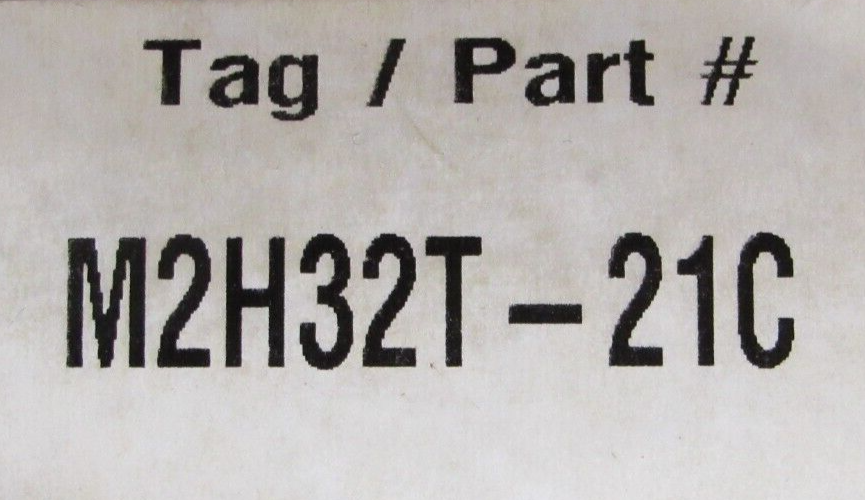 Tag / Part #
M2H32T-21C